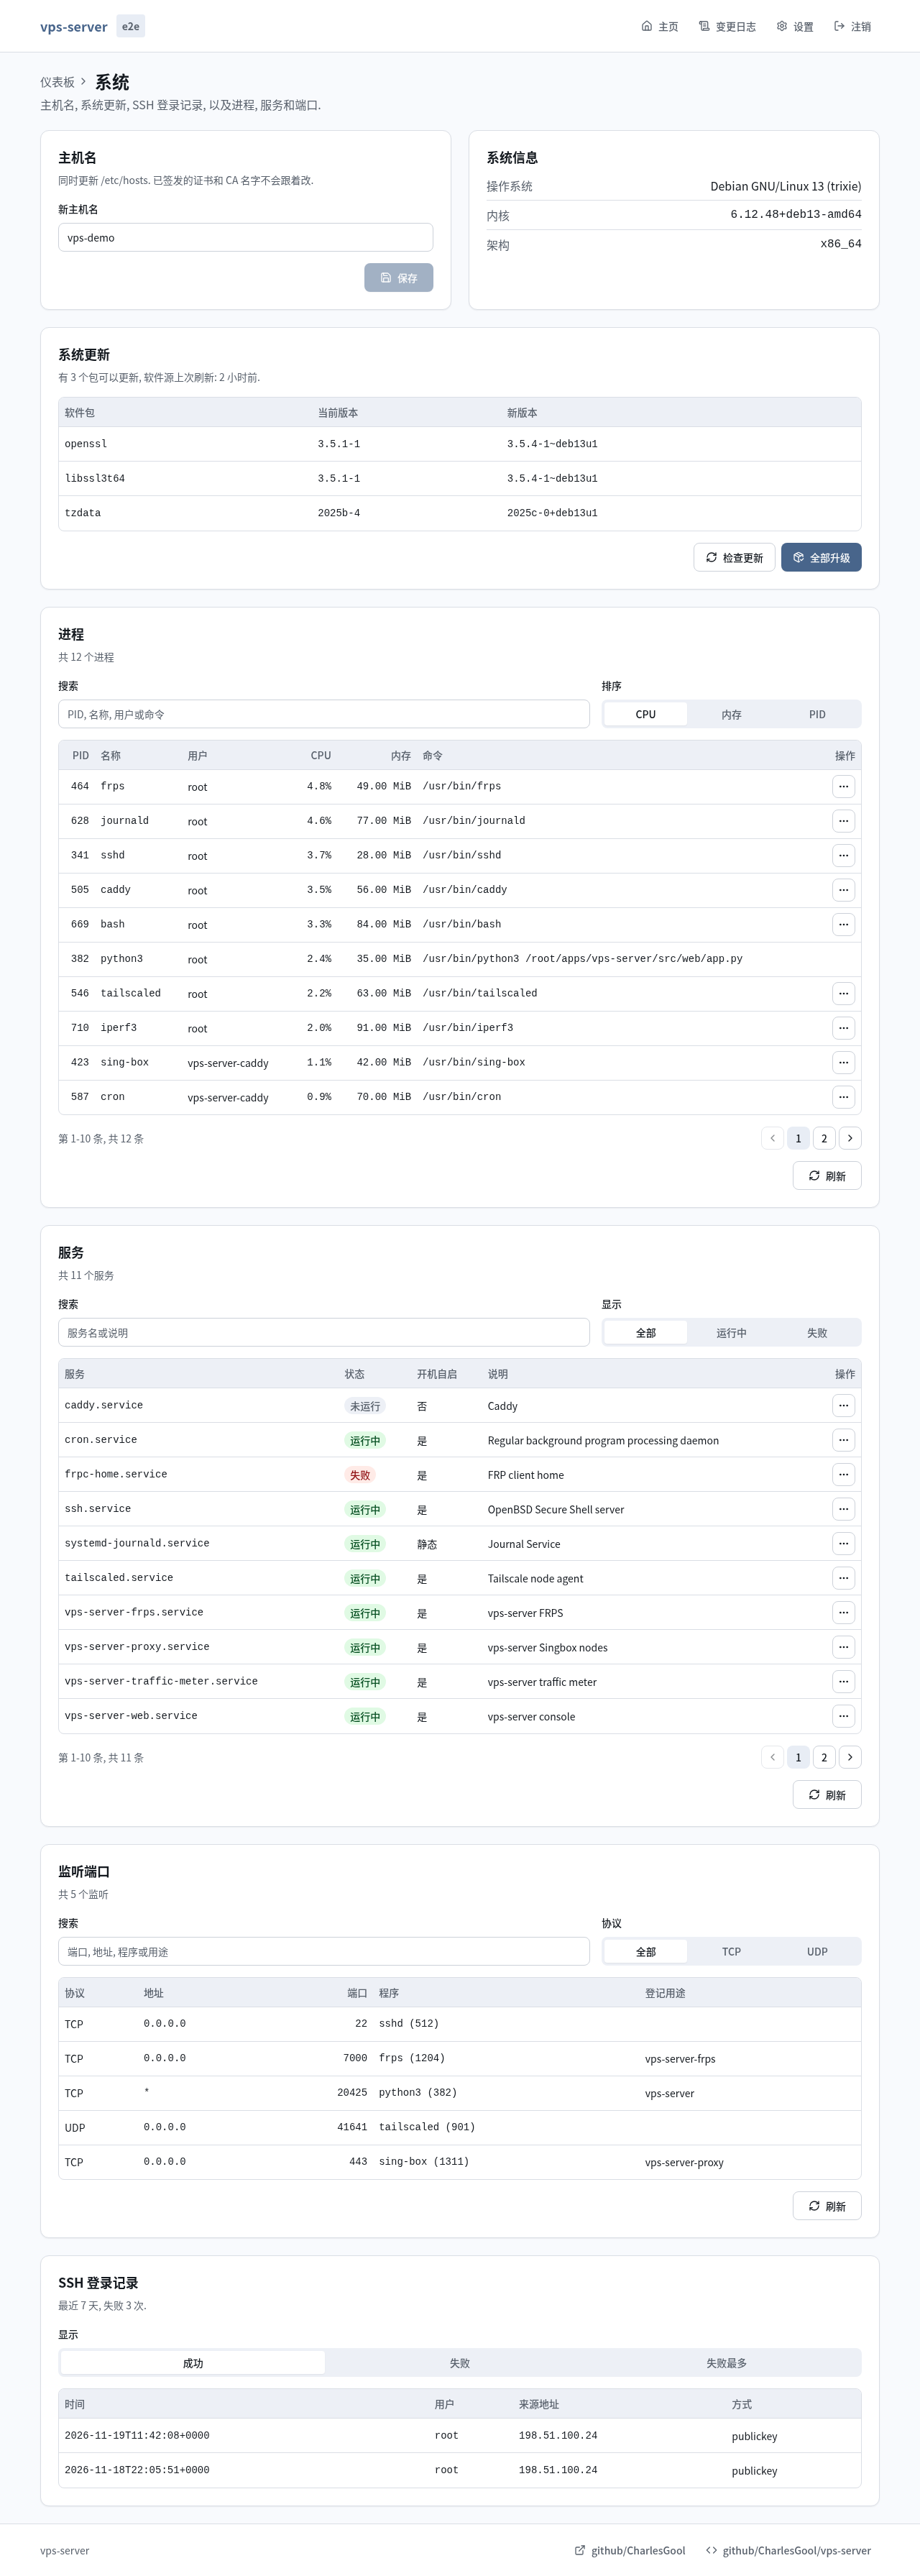 vps-server e2e 主页 变更日志 设置 注销
仪表板 系统
主机名, 系统更新, SSH 登录记录, 以及进程, 服务和端口.
主机名
同时更新 /etc/hosts. 已签发的证书和 CA 名字不会跟着改.
新主机名
vps-demo
保存
系统信息
操作系统 Debian GNU/Linux 13 (trixie)
内核 6.12.48+deb13-amd64
架构 x86_64
系统更新
有 3 个包可以更新, 软件源上次刷新: 2 小时前.
软件包 当前版本 新版本
openssl 3.5.1-1 3.5.4-1~deb13u1
libssl3t64 3.5.1-1 3.5.4-1~deb13u1
tzdata 2025b-4 2025c-0+deb13u1
检查更新 全部升级
进程
共 12 个进程
搜索 排序
PID, 名称, 用户或命令 CPU 内存 PID
PID 名称 用户 CPU 内存 命令 操作
464 frps root 4.8% 49.00 MiB /usr/bin/frps
628 journald root 4.6% 77.00 MiB /usr/bin/journald
341 sshd root 3.7% 28.00 MiB /usr/bin/sshd
505 caddy root 3.5% 56.00 MiB /usr/bin/caddy
669 bash root 3.3% 84.00 MiB /usr/bin/bash
382 python3 root 2.4% 35.00 MiB /usr/bin/python3 /root/apps/vps-server/src/web/app.py
546 tailscaled root 2.2% 63.00 MiB /usr/bin/tailscaled
710 iperf3 root 2.0% 91.00 MiB /usr/bin/iperf3
423 sing-box vps-server-caddy 1.1% 42.00 MiB /usr/bin/sing-box
587 cron vps-server-caddy 0.9% 70.00 MiB /usr/bin/cron
第 1-10 条, 共 12 条 1 2
刷新
服务
共 11 个服务
搜索 显示
服务名或说明 全部 运行中 失败
服务 状态 开机自启 说明 操作
caddy.service 未运行 否 Caddy
cron.service 运行中 是 Regular background program processing daemon
frpc-home.service 失败 是 FRP client home
ssh.service 运行中 是 OpenBSD Secure Shell server
systemd-journald.service 运行中 静态 Journal Service
tailscaled.service 运行中 是 Tailscale node agent
vps-server-frps.service 运行中 是 vps-server FRPS
vps-server-proxy.service 运行中 是 vps-server Singbox nodes
vps-server-traffic-meter.service 运行中 是 vps-server traffic meter
vps-server-web.service 运行中 是 vps-server console
第 1-10 条, 共 11 条 1 2
刷新
监听端口
共 5 个监听
搜索 协议
端口, 地址, 程序或用途 全部 TCP UDP
协议 地址 端口 程序 登记用途
TCP 0.0.0.0 22 sshd (512)
TCP 0.0.0.0 7000 frps (1204) vps-server-frps
TCP * 20425 python3 (382) vps-server
UDP 0.0.0.0 41641 tailscaled (901)
TCP 0.0.0.0 443 sing-box (1311) vps-server-proxy
刷新
SSH 登录记录
最近 7 天, 失败 3 次.
显示
成功 失败 失败最多
时间 用户 来源地址 方式
2026-11-19T11:42:08+0000 root 198.51.100.24 publickey
2026-11-18T22:05:51+0000 root 198.51.100.24 publickey
vps-server github/CharlesGool github/CharlesGool/vps-server